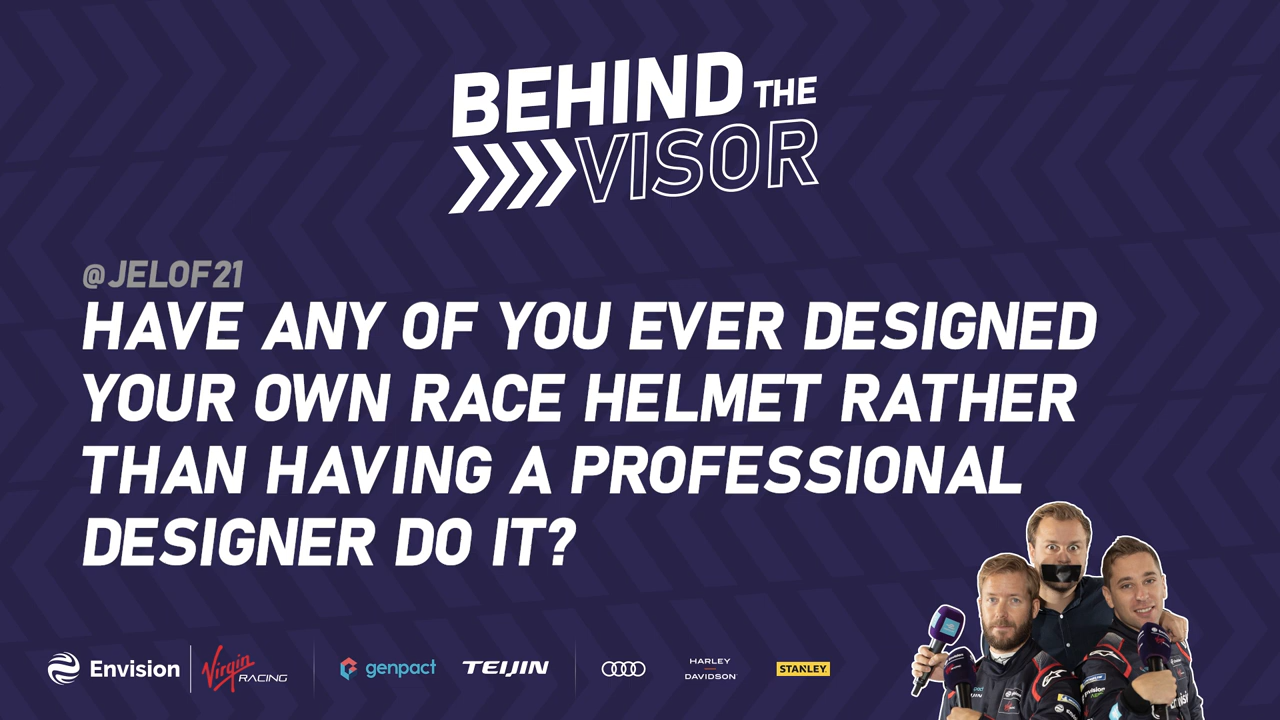 BEHIND THE
VISOR
@JELOF21
HAVE ANY OF YOU EVER DESIGNED
YOUR OWN RACE HELMET RATHER
THAN HAVING A PROFESSIONAL
DESIGNER DO IT?
Envision Virgin RACING genpact TEIJIN HARLEY-DAVIDSON STANLEY